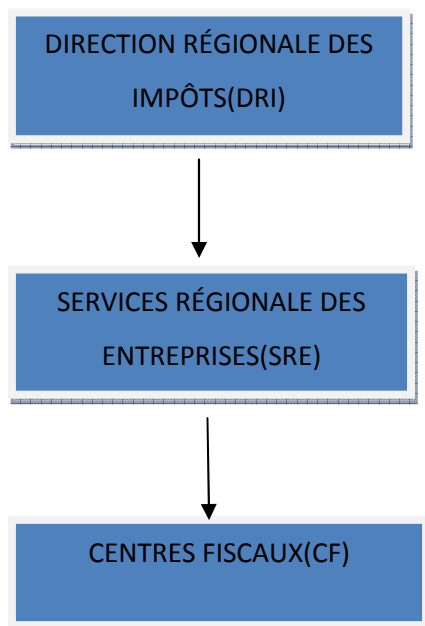 DIRECTION RÉGIONALE DES
IMPÔTS(DRI)
SERVICES RÉGIONALE DES
ENTREPRISES(SRE)
CENTRES FISCAUX(CF)